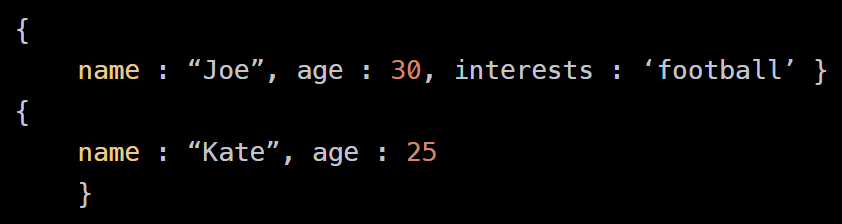 {
name : “Joe”, age : 30, interests : ‘football’ }
{
name : “Kate”, age : 25
}